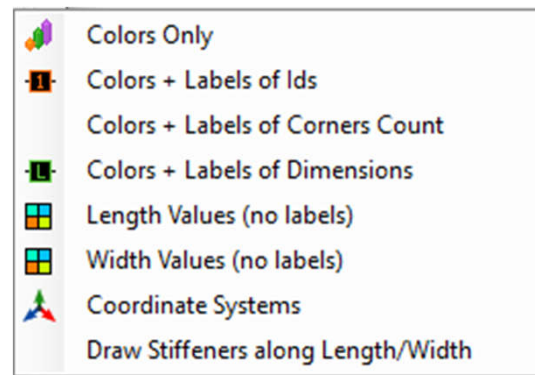 Colors Only
1 Colors + Labels of Ids
Colors + Labels of Corners Count
L Colors + Labels of Dimensions
Length Values (no labels)
Width Values (no labels)
Coordinate Systems
Draw Stiffeners along Length/Width